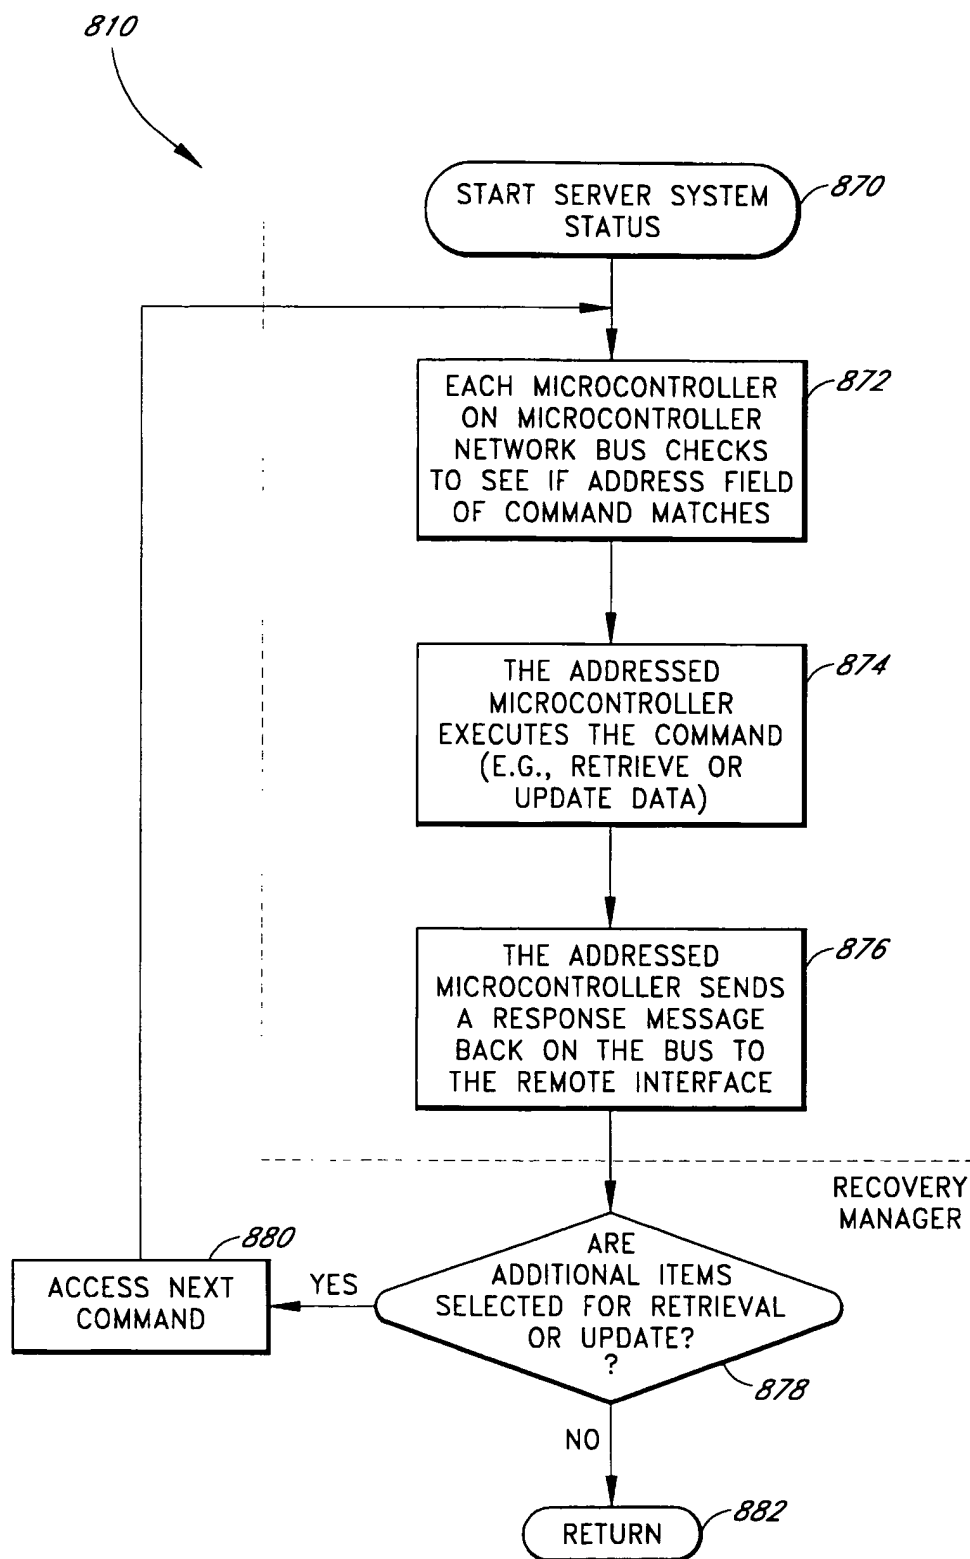 810
START SERVER SYSTEM
STATUS
870
EACH MICROCONTROLLER
ON MICROCONTROLLER
NETWORK BUS CHECKS
TO SEE IF ADDRESS FIELD
OF COMMAND MATCHES
872
THE ADDRESSED
MICROCONTROLLER
EXECUTES THE COMMAND
(E.G., RETRIEVE OR
UPDATE DATA)
874
THE ADDRESSED
MICROCONTROLLER SENDS
A RESPONSE MESSAGE
BACK ON THE BUS TO
THE REMOTE INTERFACE
876
RECOVERY
MANAGER
ARE
ADDITIONAL ITEMS
SELECTED FOR RETRIEVAL
OR UPDATE?
?
878
YES
880
ACCESS NEXT
COMMAND
NO
RETURN
882